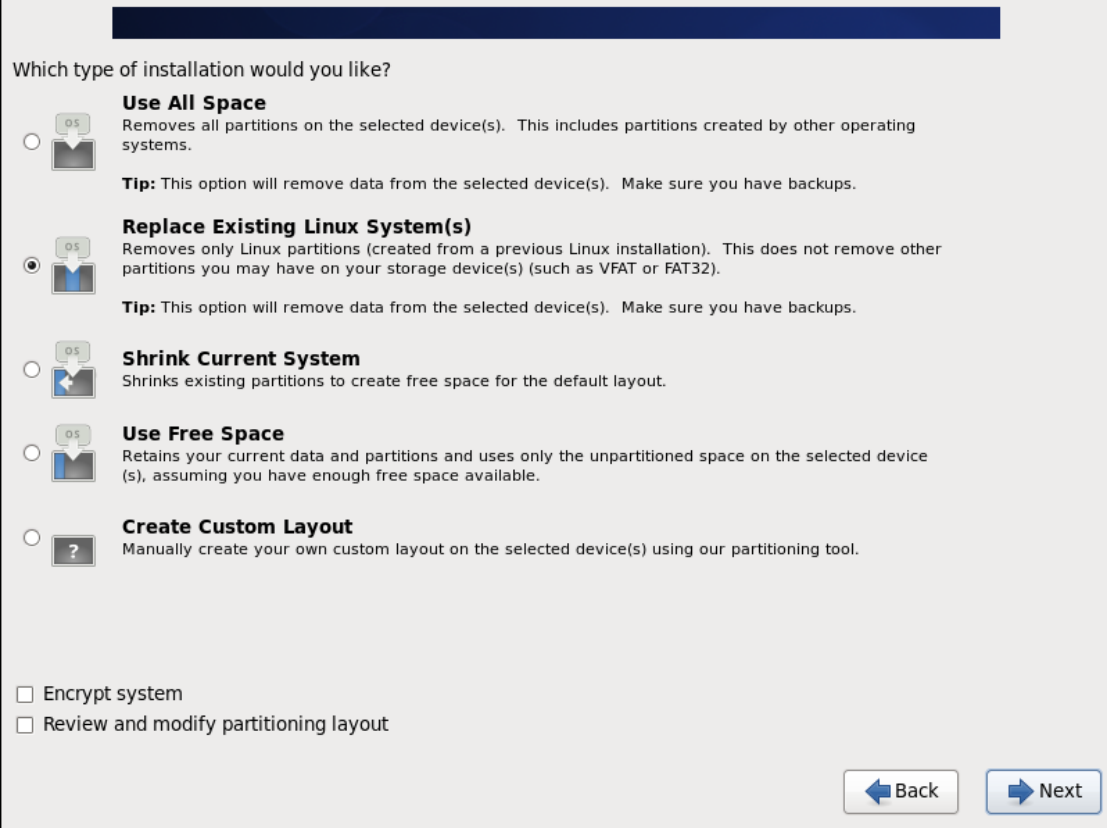 Which type of installation would you like?
OS
Use All Space
Removes all partitions on the selected device(s).  This includes partitions created by other operating
systems.
Tip: This option will remove data from the selected device(s).  Make sure you have backups.
OS
Replace Existing Linux System(s)
Removes only Linux partitions (created from a previous Linux installation).  This does not remove other
partitions you may have on your storage device(s) (such as VFAT or FAT32).
Tip: This option will remove data from the selected device(s).  Make sure you have backups.
OS
Shrink Current System
Shrinks existing partitions to create free space for the default layout.
OS
Use Free Space
Retains your current data and partitions and uses only the unpartitioned space on the selected device
(s), assuming you have enough free space available.
?
Create Custom Layout
Manually create your own custom layout on the selected device(s) using our partitioning tool.
Encrypt system
Review and modify partitioning layout
Back
Next